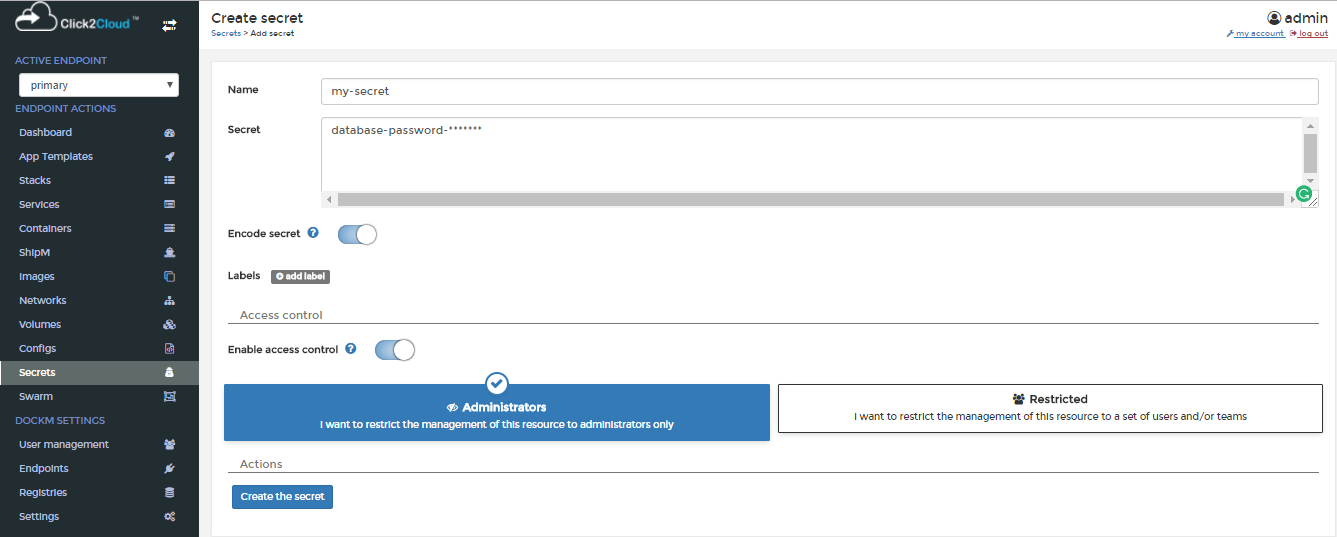 Click2Cloud ™
ACTIVE ENDPOINT
primary
ENDPOINT ACTIONS
Dashboard
App Templates
Stacks
Services
Containers
ShipM
Images
Networks
Volumes
Configs
Secrets
Swarm
DOCKM SETTINGS
User management
Endpoints
Registries
Settings
Create secret
Secrets > Add secret
admin
my account log out
Name
my-secret
Secret
database-password-*******
Encode secret
Labels add label
Access control
Enable access control
Administrators
I want to restrict the management of this resource to administrators only
Restricted
I want to restrict the management of this resource to a set of users and/or teams
Actions
Create the secret